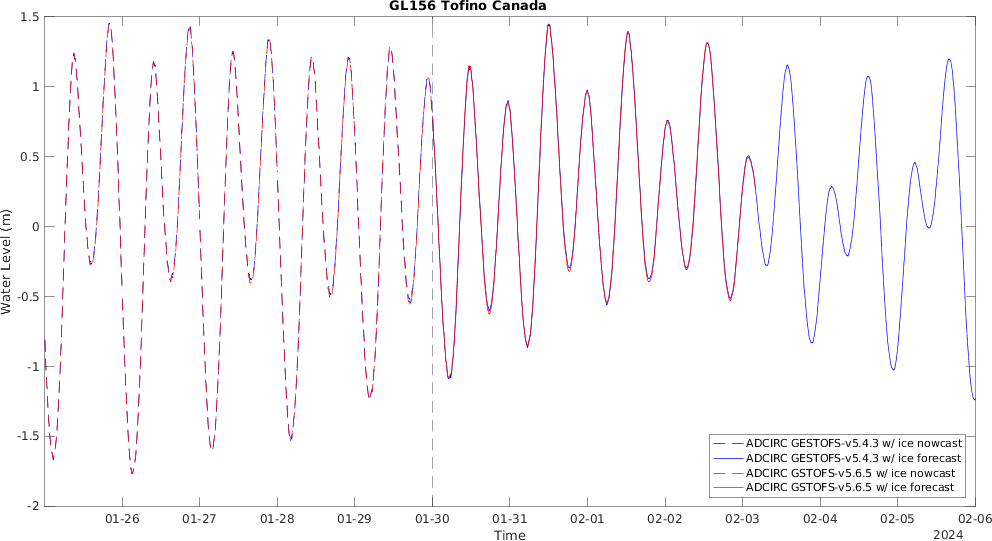 GL156 Tofino Canada
1.5
1
0.5
0
-0.5
-1
-1.5
-2
Water Level (m)
ADCIRC GESTOFS-v5.4.3 w/ ice nowcast
ADCIRC GESTOFS-v5.4.3 w/ ice forecast
ADCIRC GSTOFS-v5.6.5 w/ ice nowcast
ADCIRC GSTOFS-v5.6.5 w/ ice forecast
01-26 01-27 01-28 01-29 01-30 01-31 02-01 02-02 02-03 02-04 02-05 02-06
Time
2024